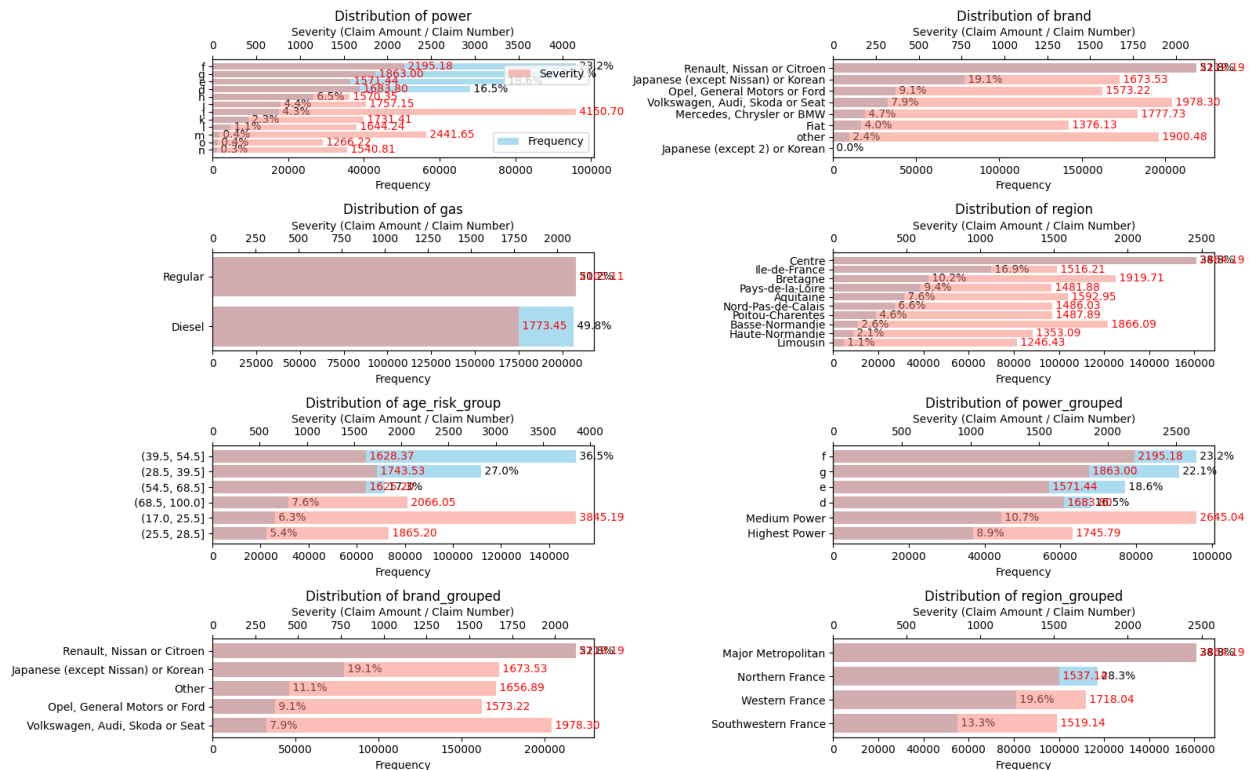 Distribution of power
Severity (Claim Amount / Claim Number)
0 500 1000 1500 2000 2500 3000 3500 4000
f 2195.18 23.2%
g 1863.00 %
e 1571.44 18.6%
d 1683.80 16.5%
h 6.5% 1570.35
4.4% 1757.15
4.3% 4150.70
k 2.3% 1731.41
l 1.1% 1644.24
m 0.4% 2441.65
o 0.4% 1266.22
n 0.3% 1540.81
Severity
Frequency
0 20000 40000 60000 80000 100000
Frequency
Distribution of brand
Severity (Claim Amount / Claim Number)
0 250 500 750 1000 1250 1500 1750 2000
Renault, Nissan or Citroen
Japanese (except Nissan) or Korean 19.1% 1673.53
Opel, General Motors or Ford 9.1% 1573.22
Volkswagen, Audi, Skoda or Seat 7.9% 1978.30
Mercedes, Chrysler or BMW 4.7% 1777.73
Fiat 4.0% 1376.13
other 2.4% 1900.48
Japanese (except 2) or Korean 0.0%
0 50000 100000 150000 200000
Frequency
Distribution of gas
Severity (Claim Amount / Claim Number)
0 250 500 750 1000 1250 1500 1750 2000
Regular
Diesel 1773.45 49.8%
0 25000 50000 75000 100000 125000 150000 175000 200000
Frequency
Distribution of region
Severity (Claim Amount / Claim Number)
0 500 1000 1500 2000 2500
Centre
Ile-de-France 16.9% 1516.21
Bretagne 10.2% 1919.71
Pays-de-la-Loire 9.4% 1481.88
Aquitaine 7.6% 1592.95
Nord-Pas-de-Calais 6.6% 1486.03
Poitou-Charentes 4.6% 1487.89
Basse-Normandie 2.6% 1866.09
Haute-Normandie 2.1% 1353.09
Limousin 1.1% 1246.43
0 20000 40000 60000 80000 100000 120000 140000 160000
Frequency
Distribution of age_risk_group
Severity (Claim Amount / Claim Number)
0 500 1000 1500 2000 2500 3000 3500 4000
(39.5, 54.5] 1628.37 36.5%
(28.5, 39.5] 1743.53 27.0%
(54.5, 68.5]
(68.5, 100.0] 7.6% 2066.05
(17.0, 25.5] 6.3% 3845.19
(25.5, 28.5] 5.4% 1865.20
0 20000 40000 60000 80000 100000 120000 140000
Frequency
Distribution of power_grouped
Severity (Claim Amount / Claim Number)
0 500 1000 1500 2000 2500
f 2195.18 23.2%
g 1863.00 22.1%
e 1571.44 18.6%
d 1683.80 16.5%
Medium Power 10.7% 2645.04
Highest Power 8.9% 1745.79
0 20000 40000 60000 80000 100000
Frequency
Distribution of brand_grouped
Severity (Claim Amount / Claim Number)
0 250 500 750 1000 1250 1500 1750 2000
Renault, Nissan or Citroen
Japanese (except Nissan) or Korean 19.1% 1673.53
Other 11.1% 1656.89
Opel, General Motors or Ford 9.1% 1573.22
Volkswagen, Audi, Skoda or Seat 7.9% 1978.30
0 50000 100000 150000 200000
Frequency
Distribution of region_grouped
Severity (Claim Amount / Claim Number)
0 500 1000 1500 2000 2500
Major Metropolitan
Northern France 1537.14 28.3%
Western France 19.6% 1718.04
Southwestern France 13.3% 1519.14
0 20000 40000 60000 80000 100000 120000 140000 160000
Frequency